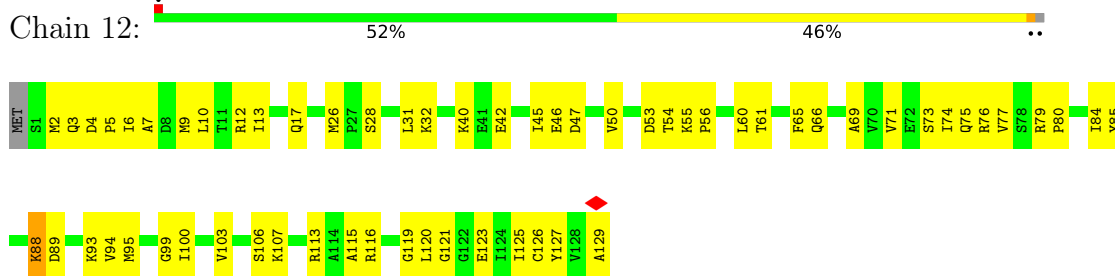 Chain 12:
52% 46% ••
MET S1 M2 Q3 D4 P5 I6 A7 D8 M9 L10 T11 R12 I13 Q17 M26 P27 S28 L31 K32 K40 E41 E42 I45 E46 D47 V50 D53 T54 K55 P56 L60 T61 F65 Q66 A69 V70 V71 E72 S73 I74 Q75 R76 V77 S78 R79 P80 I84 Y85
K88 D89 K93 V94 M95 G99 I100 V103 S106 K107 R113 A114 A115 R116 G119 L120 G121 G122 E123 I124 I125 C126 Y127 V128 A129